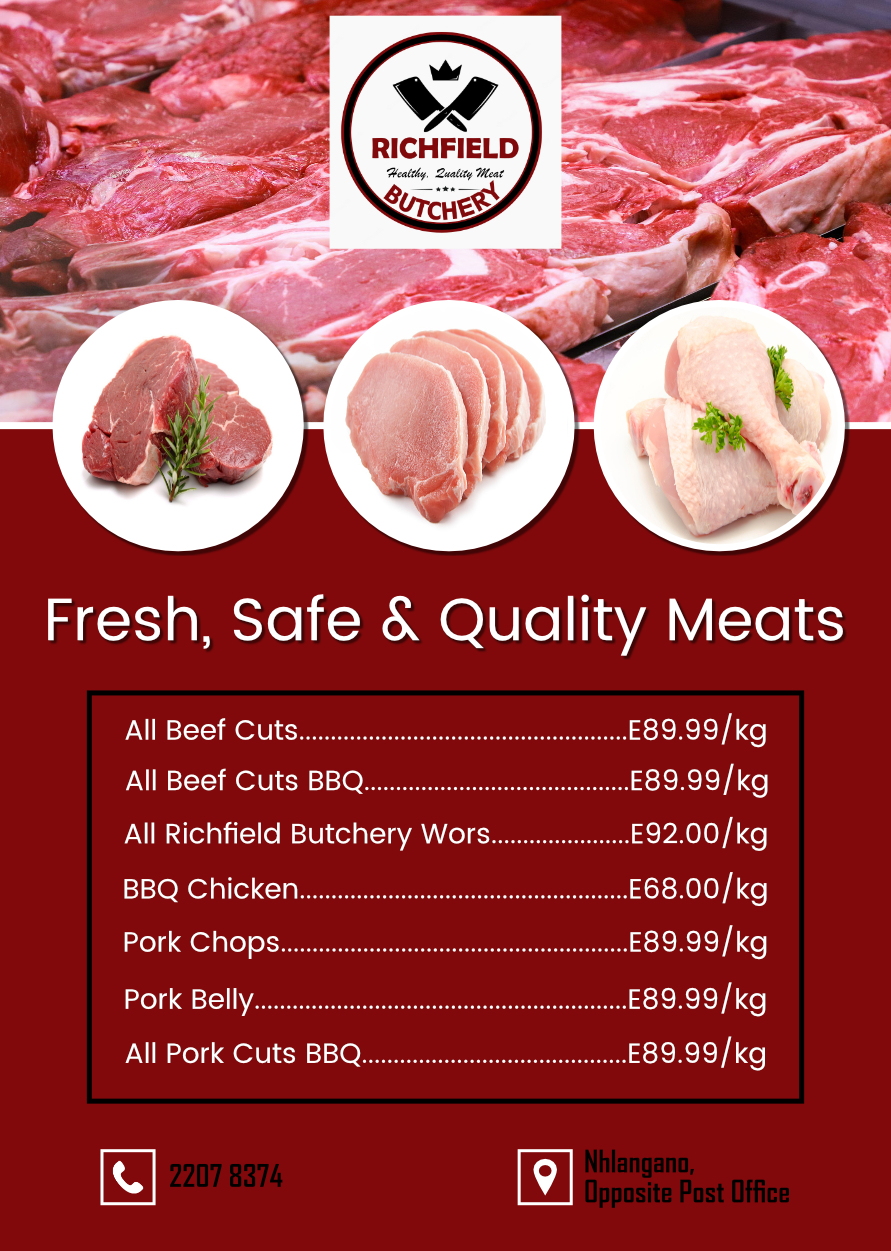 RICHFIELD
Healthy, Quality Meat
BUTCHERY
Fresh, Safe & Quality Meats
All Beef Cuts.....................................................E89.99/kg
All Beef Cuts BBQ...........................................E89.99/kg
All Richfield Butchery Wors......................E92.00/kg
BBQ Chicken.....................................................E68.00/kg
Pork Chops........................................................E89.99/kg
Pork Belly............................................................E89.99/kg
All Pork Cuts BBQ...........................................E89.99/kg
2207 8374
Nhlangano,
Opposite Post Office